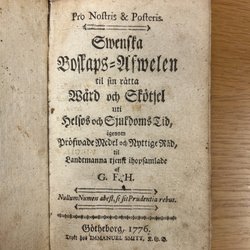 Pro Nostris & Posteris.
Swenska
Boskaps-Afwelen
til sin rätta
Wård och Skötsel
uti
Helsos och Sjukdoms Tid,
igenom
Pröfwade Medel och Nyttige Råd,
til
Landtmanna tjenst ihopsamlade
af
G. F. H.
Nullum Numen abest, si sit Prudentia rebus.
Götheborg, 1776.
Tryckt hos IMMANUEL SMITT,